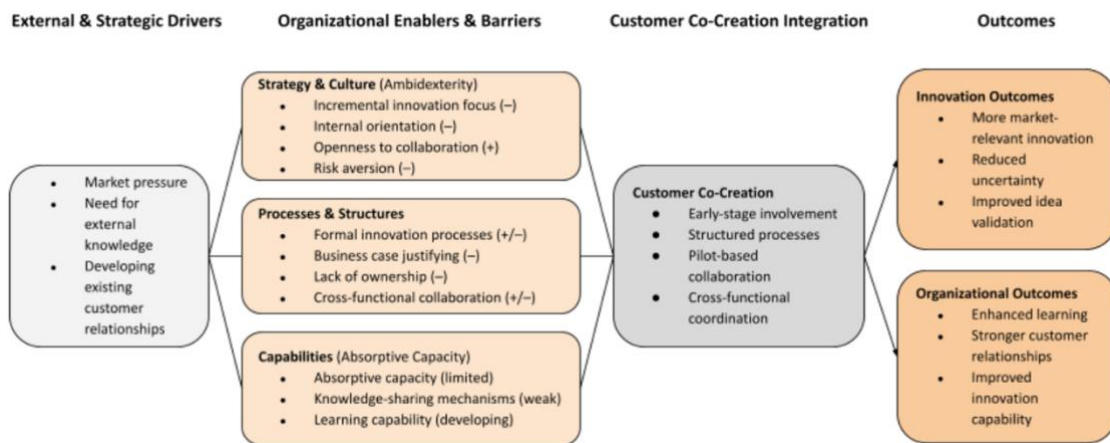 External & Strategic Drivers
Organizational Enablers & Barriers
Customer Co-Creation Integration
Outcomes
• Market pressure
• Need for
external
knowledge
• Developing
existing
customer
relationships
Strategy & Culture (Ambidexterity)
• Incremental innovation focus (–)
• Internal orientation (–)
• Openness to collaboration (+)
• Risk aversion (–)
Processes & Structures
• Formal innovation processes (+/–)
• Business case justifying (–)
• Lack of ownership (–)
• Cross-functional collaboration (+/–)
Capabilities (Absorptive Capacity)
• Absorptive capacity (limited)
• Knowledge-sharing mechanisms (weak)
• Learning capability (developing)
Customer Co-Creation
• Early-stage involvement
• Structured processes
• Pilot-based
collaboration
• Cross-functional
coordination
Innovation Outcomes
• More market-
relevant innovation
• Reduced
uncertainty
• Improved idea
validation
Organizational Outcomes
• Enhanced learning
• Stronger customer
relationships
• Improved
innovation
capability